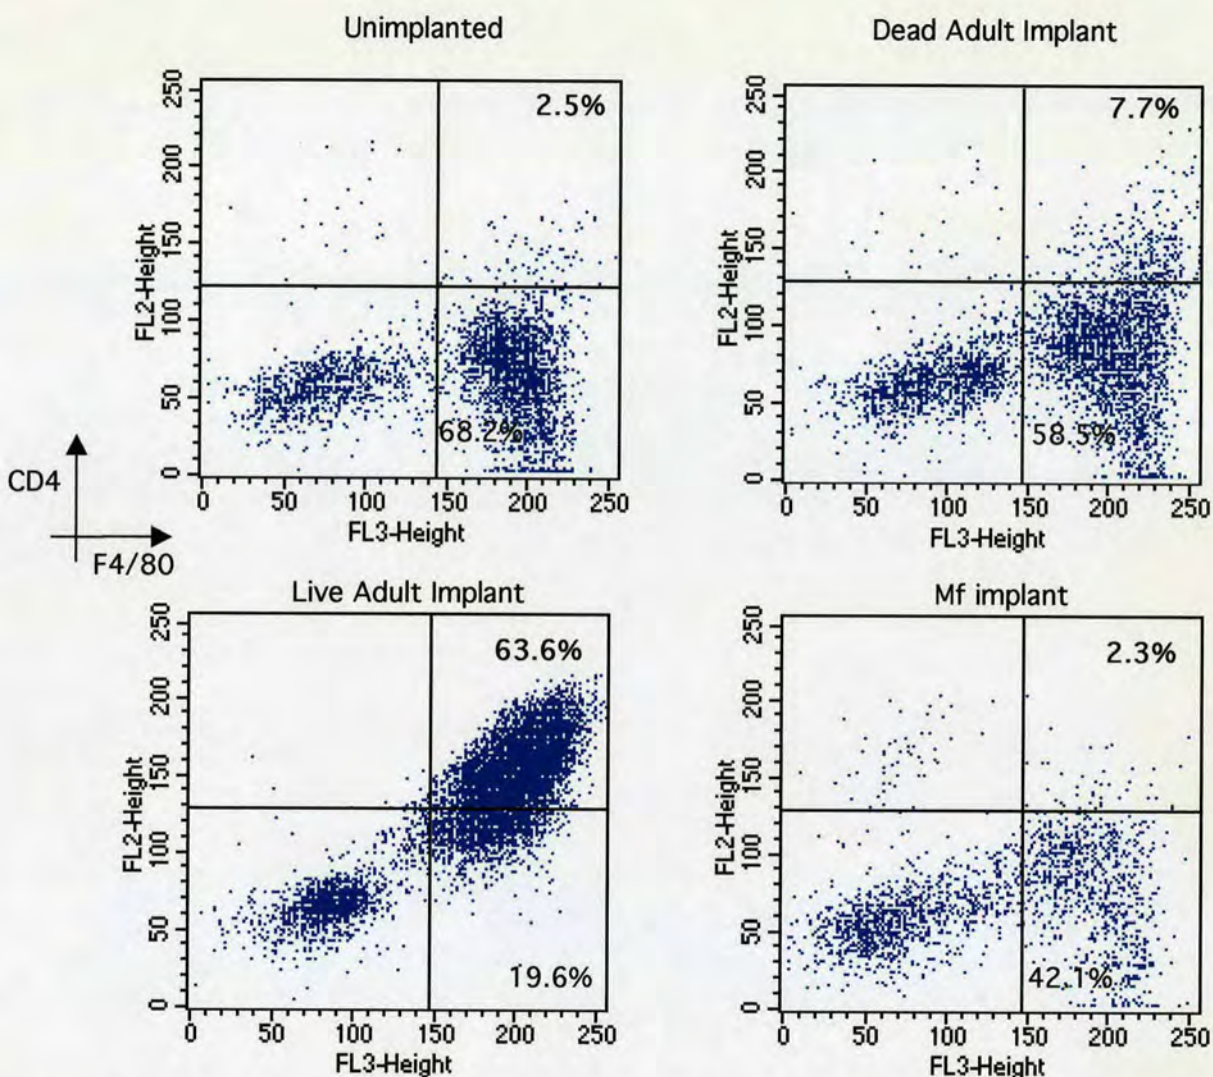 Unimplanted
250
200
150
100
50
0
FL2-Height
2.5%
68.2%
0 50 100 150 200 250
FL3-Height
Dead Adult Implant
250
200
150
100
50
0
FL2-Height
7.7%
58.5%
0 50 100 150 200 250
FL3-Height
CD4
F4/80
Live Adult Implant
250
200
150
100
50
0
FL2-Height
63.6%
19.6%
0 50 100 150 200 250
FL3-Height
Mf implant
250
200
150
100
50
0
FL2-Height
2.3%
42.1%
0 50 100 150 200 250
FL3-Height